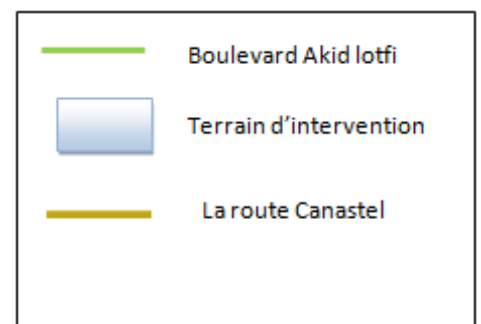 Boulevard Akid lotfi
Terrain d'intervention
La route Canastel